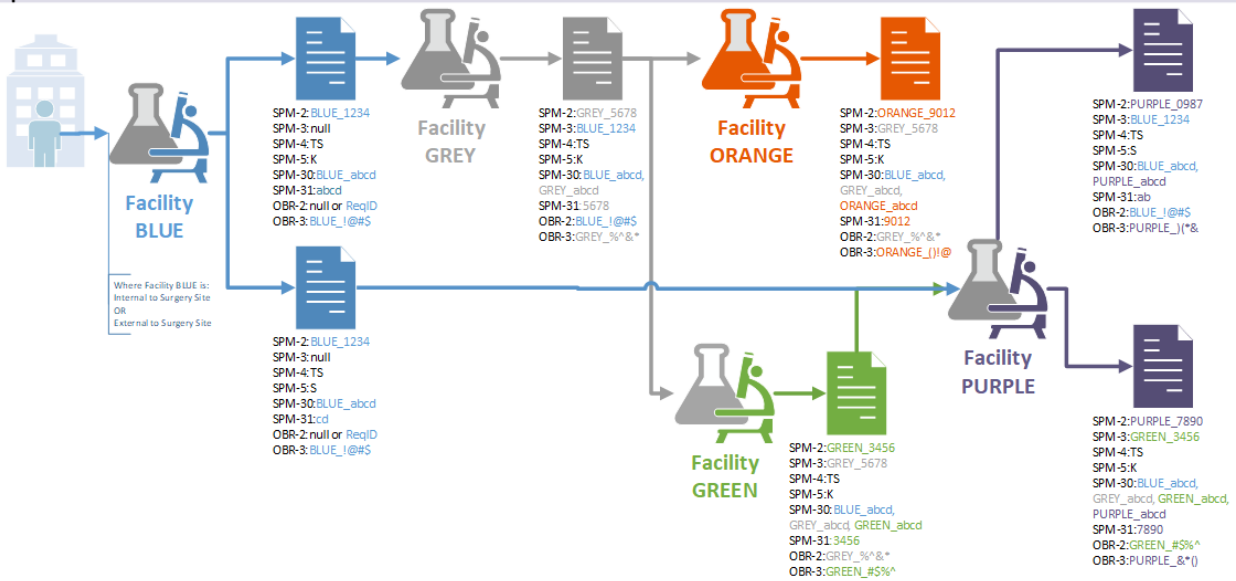 Facility
BLUE
Where Facility BLUE is:
Internal to Surgery Site
OR
External to Surgery Site
SPM-2:BLUE_1234
SPM-3:null
SPM-4:TS
SPM-5:K
SPM-30:BLUE_abcd
SPM-31:abcd
OBR-2:null or ReqID
OBR-3:BLUE_!@#$
SPM-2:BLUE_1234
SPM-3:null
SPM-4:TS
SPM-5:S
SPM-30:BLUE_abcd
SPM-31:cd
OBR-2:null or ReqID
OBR-3:BLUE_!@#$
Facility
GREY
SPM-2:GREY_5678
SPM-3:BLUE_1234
SPM-4:TS
SPM-5:K
SPM-30:BLUE_abcd,
GREY_abcd
SPM-31:5678
OBR-2:BLUE_!@#$
OBR-3:GREY_%^&*
Facility
ORANGE
SPM-2:ORANGE_9012
SPM-3:GREY_5678
SPM-4:TS
SPM-5:K
SPM-30:BLUE_abcd,
GREY_abcd,
ORANGE_abcd
SPM-31:9012
OBR-2:GREY_%^&*
OBR-3:ORANGE_()!@
Facility
GREEN
SPM-2:GREEN_3456
SPM-3:GREY_5678
SPM-4:TS
SPM-5:K
SPM-30:BLUE_abcd,
GREY_abcd, GREEN_abcd
SPM-31:3456
OBR-2:GREY_%^&*
OBR-3:GREEN_#$%^
Facility
PURPLE
SPM-2:PURPLE_0987
SPM-3:BLUE_1234
SPM-4:TS
SPM-5:S
SPM-30:BLUE_abcd,
PURPLE_abcd
SPM-31:ab
OBR-2:BLUE_!@#$
OBR-3:PURPLE_)(*&
SPM-2:PURPLE_7890
SPM-3:GREEN_3456
SPM-4:TS
SPM-5:K
SPM-30:BLUE_abcd,
GREY_abcd, GREEN_abcd,
PURPLE_abcd
SPM-31:7890
OBR-2:GREEN_#$%^
OBR-3:PURPLE_&*()